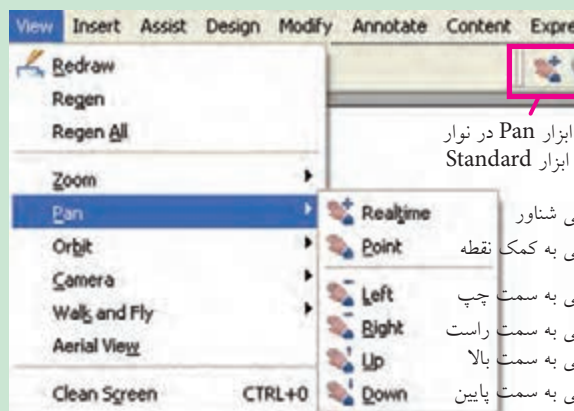 View Insert Assist Design Modify Annotate Content
Redraw
Regen
Regen All
Zoom
Pan
Orbit
Camera
Walk and Fly
Aerial View
Clean Screen CTRL+0
ابزار Pan در نوار
ابزار Standard
Realtime شناور
Point به کمک نقطه
Left به سمت چپ
Right به سمت راست
Up به سمت بالا
Down به سمت پایین